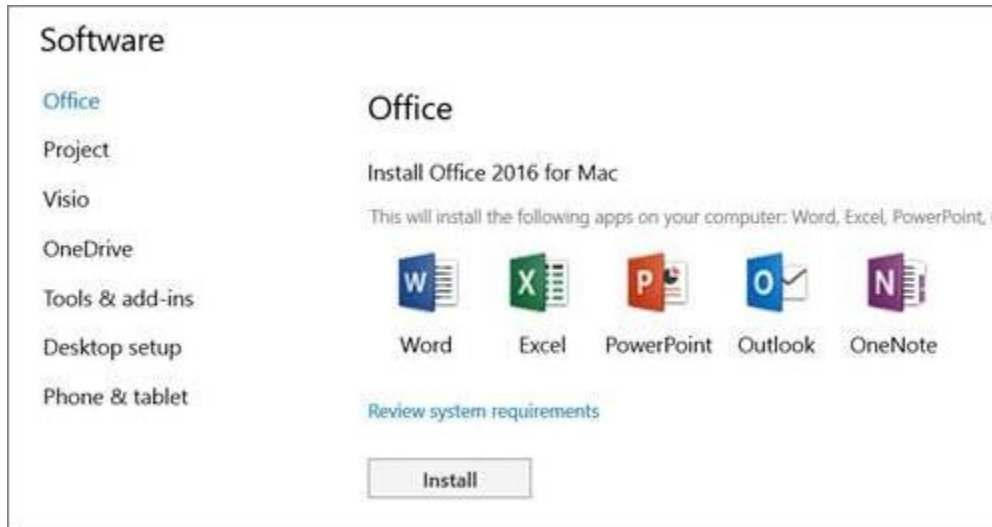 Software
Office
Project
Visio
OneDrive
Tools & add-ins
Desktop setup
Phone & tablet
Office
Install Office 2016 for Mac
This will install the following apps on your computer: Word, Excel, PowerPoint,
W X P O N
Word Excel PowerPoint Outlook OneNote
Review system requirements
Install